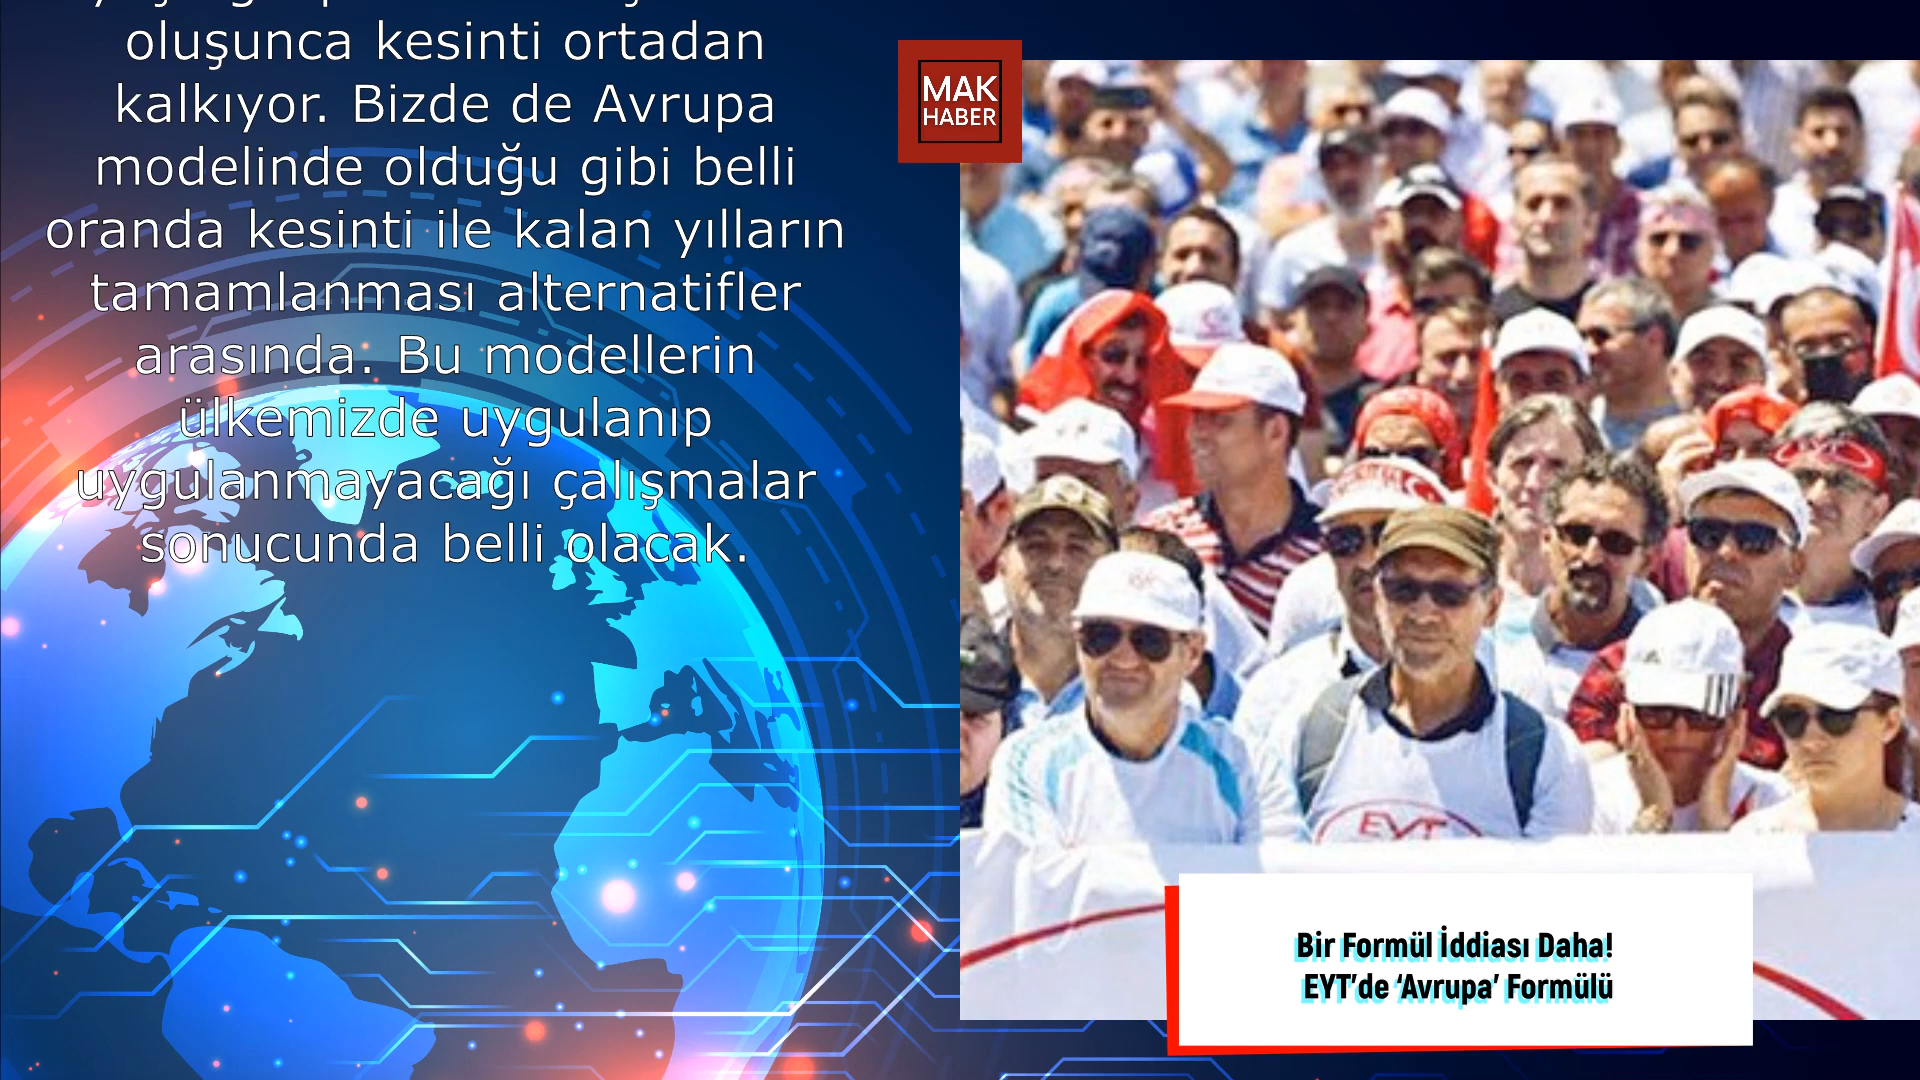 oluşunca kesinti ortadan
kalkıyor. Bizde de Avrupa
modelinde olduğu gibi belli
oranda kesinti ile kalan yılların
tamamlanması alternatifler
arasında. Bu modellerin
ülkemizde uygulanıp
uygulanmayacağı çalışmalar
sonucunda belli olacak.
MAK
HABER
EYT
Bir Formül İddiası Daha!
EYT’de ‘Avrupa’ Formülü